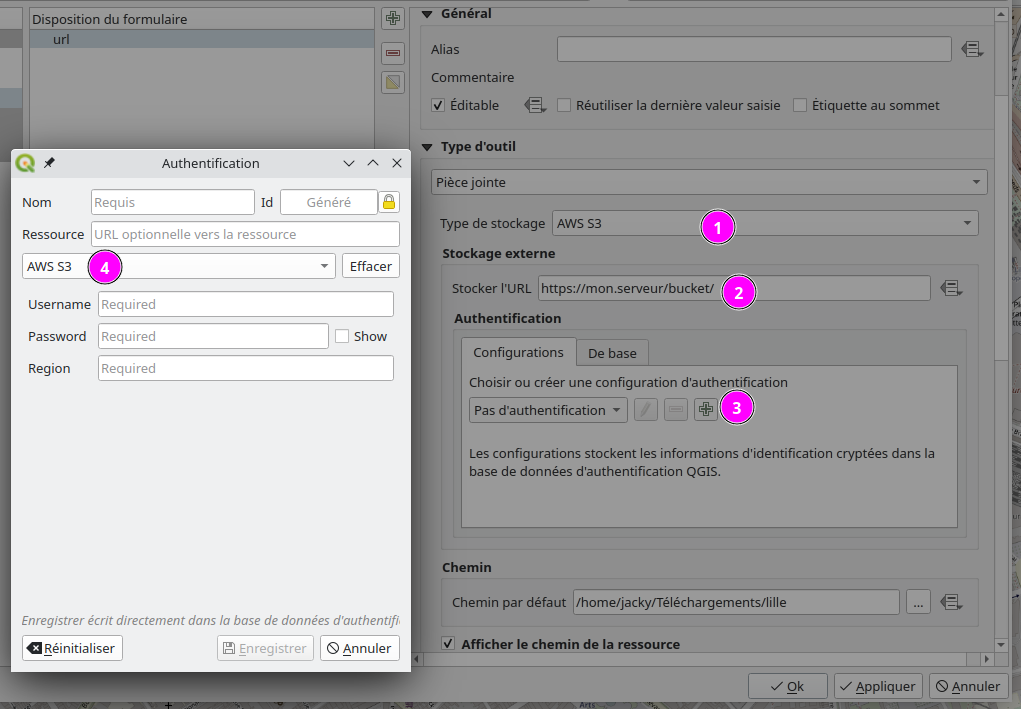 Disposition du formulaire
url
Général
Alias
Commentaire
Éditable
Réutiliser la dernière valeur saisie
Étiquette au sommet
Type d'outil
Pièce jointe
Type de stockage
AWS S3
1
Stockage externe
Stocker l'URL
https://mon.serveur/bucket/
2
Authentification
Configurations
De base
Choisir ou créer une configuration d'authentification
Pas d'authentification
3
Les configurations stockent les informations d'identification cryptées dans la
base de données d'authentification QGIS.
Chemin
Chemin par défaut
/home/jacky/Téléchargements/lille
...
Afficher le chemin de la ressource
Ok
Appliquer
Annuler
Authentification
Nom
Requis
Id
Généré
Ressource
URL optionnelle vers la ressource
AWS S3
4
Effacer
Username
Required
Password
Required
Show
Region
Required
Enregistrer écrit directement dans la base de données d'authentifi
Réinitialiser
Enregistrer
Annuler
Arts